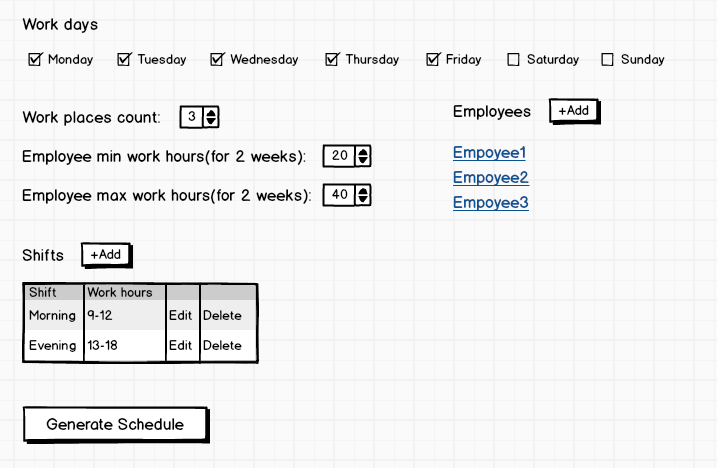 Work days
Monday Tuesday Wednesday Thursday Friday Saturday Sunday
Work places count: 3
Employee min work hours(for 2 weeks): 20
Employee max work hours(for 2 weeks): 40
Employees +Add
Empoyee1
Empoyee2
Empoyee3
Shifts +Add
Shift Work hours
Morning 9-12 Edit Delete
Evening 13-18 Edit Delete
Generate Schedule